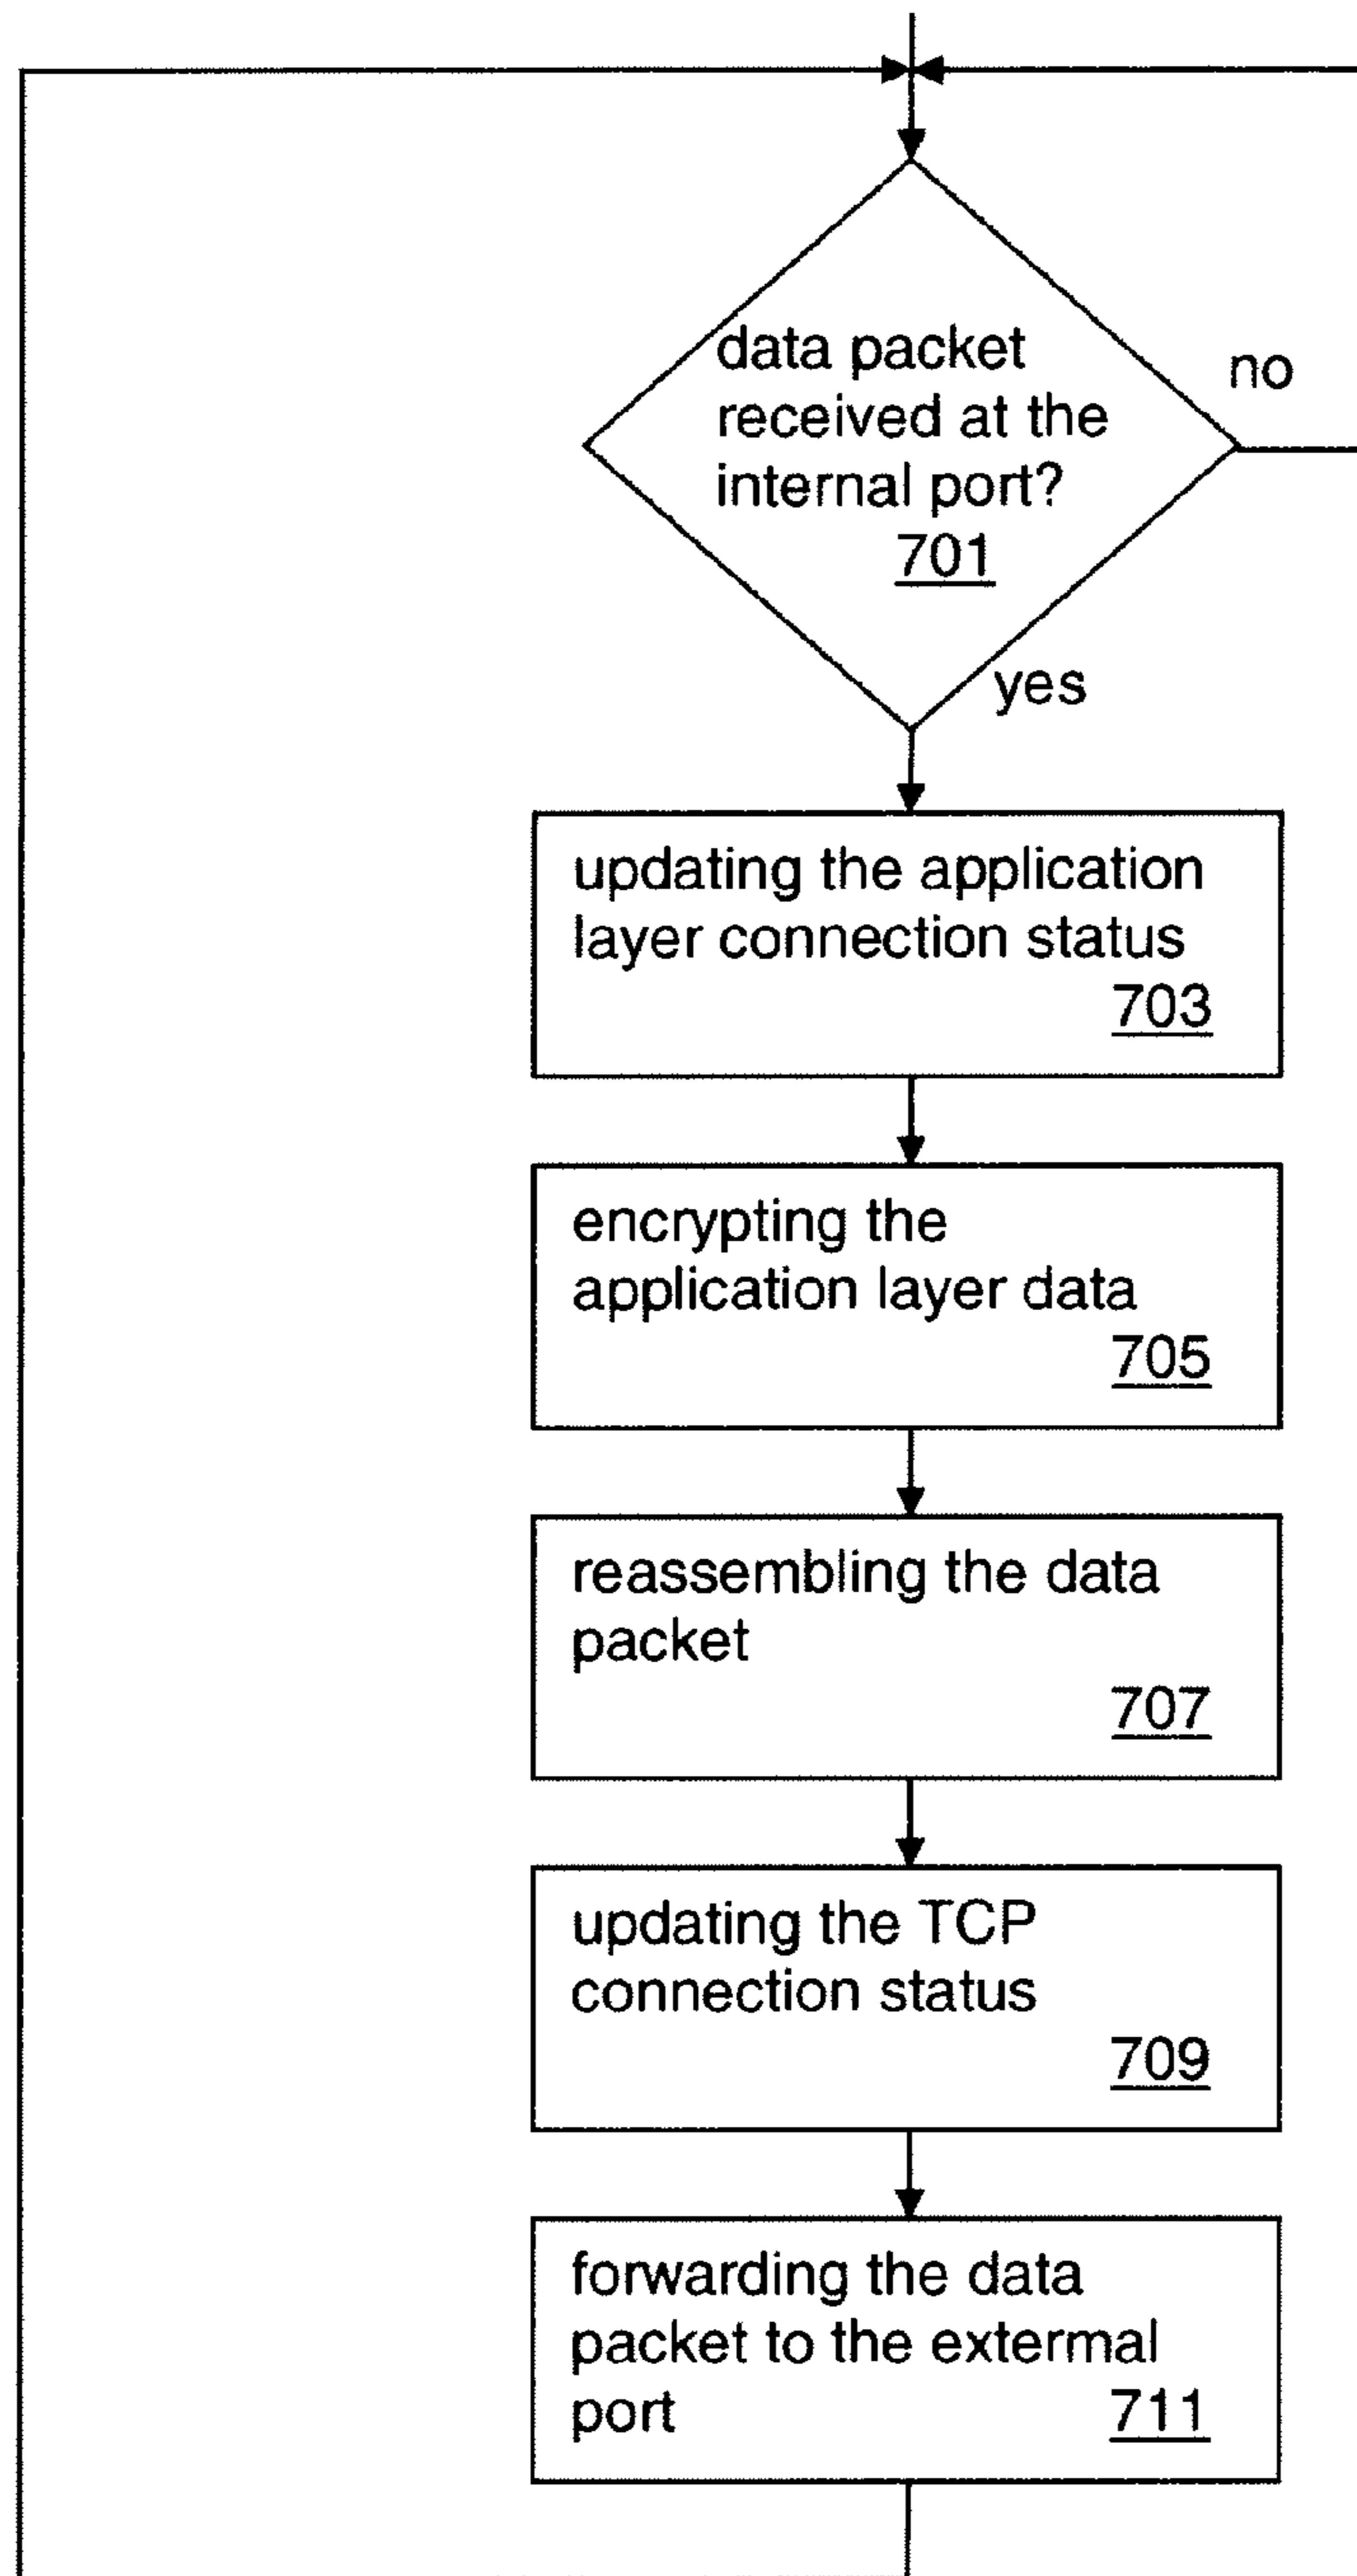 data packet
received at the
internal port?
701
no
yes
updating the application
layer connection status
703
encrypting the
application layer data
705
reassembling the data
packet
707
updating the TCP
connection status
709
forwarding the data
packet to the extermal
port
711